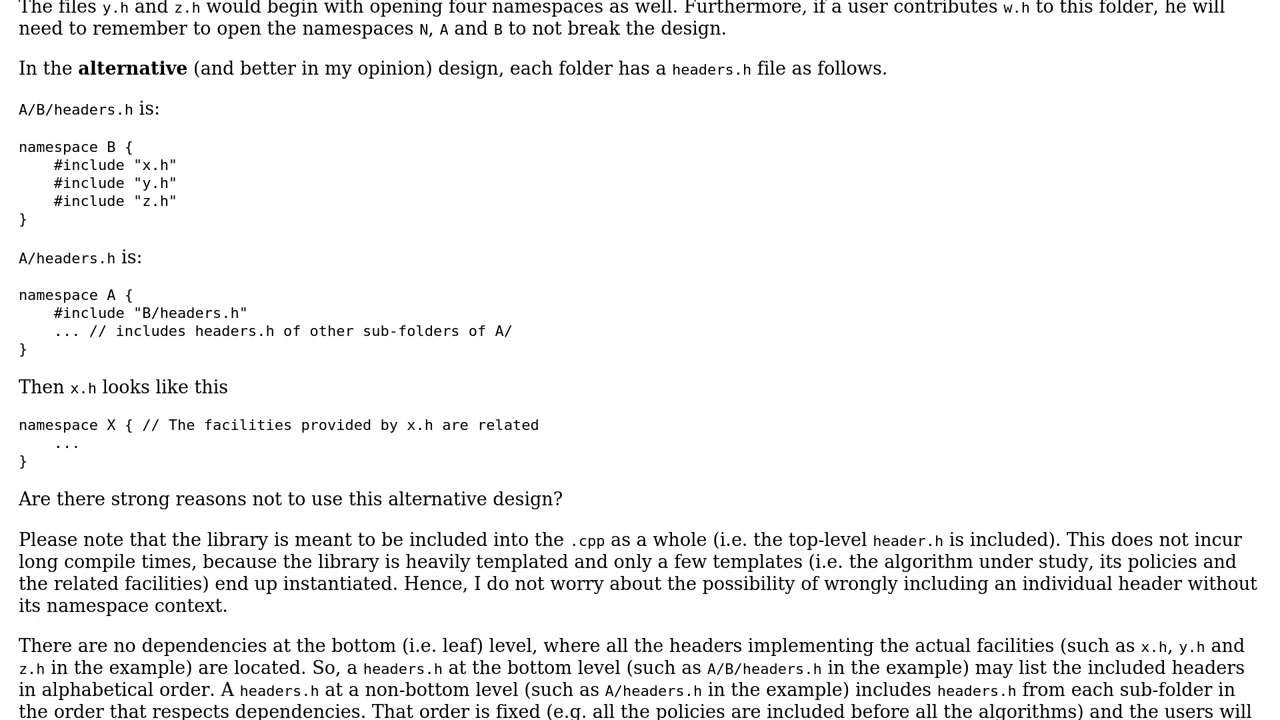 The files y.h and z.h would begin with opening four namespaces as well. Furthermore, if a user contributes w.h to this folder, he will
need to remember to open the namespaces N, A and B to not break the design.
In the alternative (and better in my opinion) design, each folder has a headers.h file as follows.
A/B/headers.h is:
namespace B {
    #include "x.h"
    #include "y.h"
    #include "z.h"
}
A/headers.h is:
namespace A {
    #include "B/headers.h"
    ... // includes headers.h of other sub-folders of A/
}
Then x.h looks like this
namespace X { // The facilities provided by x.h are related
    ...
}
Are there strong reasons not to use this alternative design?
Please note that the library is meant to be included into the .cpp as a whole (i.e. the top-level header.h is included). This does not incur
long compile times, because the library is heavily templated and only a few templates (i.e. the algorithm under study, its policies and
the related facilities) end up instantiated. Hence, I do not worry about the possibility of wrongly including an individual header without
its namespace context.
There are no dependencies at the bottom (i.e. leaf) level, where all the headers implementing the actual facilities (such as x.h, y.h and
z.h in the example) are located. So, a headers.h at the bottom level (such as A/B/headers.h in the example) may list the included headers
in alphabetical order. A headers.h at a non-bottom level (such as A/headers.h in the example) includes headers.h from each sub-folder in
the order that respects dependencies. That order is fixed (e.g. all the policies are included before all the algorithms) and the users will